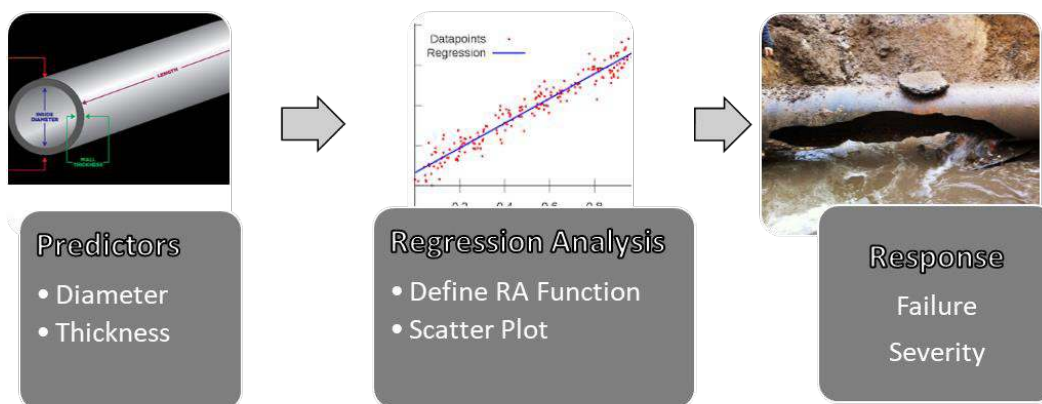 LENGTH
INSIDE
DIAMETER
WALL
THICKNESS
Datapoints
Regression
0.2 0.4 0.6 0.8
Predictors
• Diameter
• Thickness
Regression Analysis
• Define RA Function
• Scatter Plot
Response
Failure
Severity